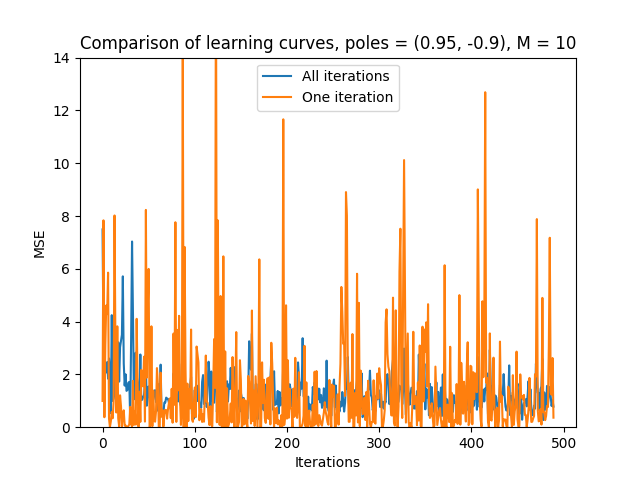 Comparison of learning curves, poles = (0.95, -0.9), M = 10
All iterations
One iteration
MSE
14
12
10
8
6
4
2
0
0 100 200 300 400 500
Iterations